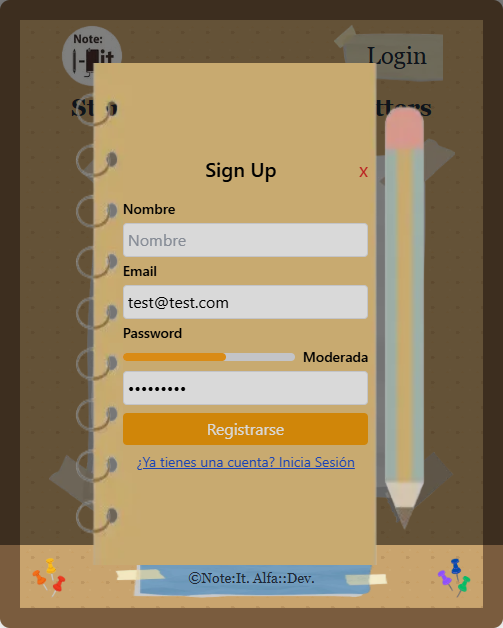 Note:
it
Login
Sign Up
x
Nombre
Nombre
Email
test@test.com
Password
Moderada
•••••••••
Registrarse
¿Ya tienes una cuenta? Inicia Sesión
©Note:It. Alfa::Dev.